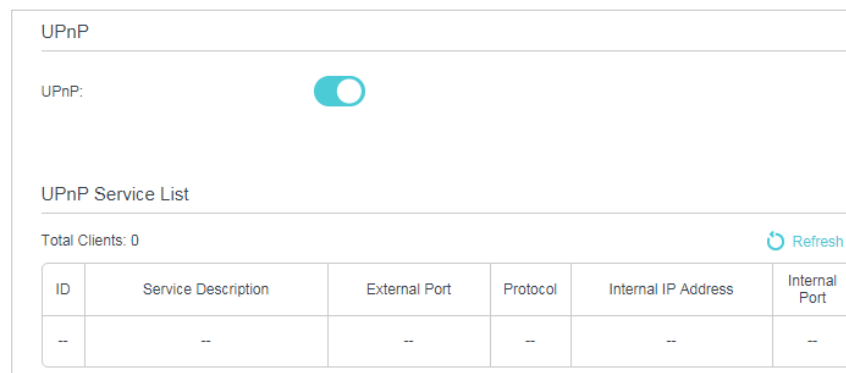 UPnP
UPnP:
UPnP Service List
Total Clients: 0
Refresh
ID Service Description External Port Protocol Internal IP Address Internal Port
-- -- -- -- -- --